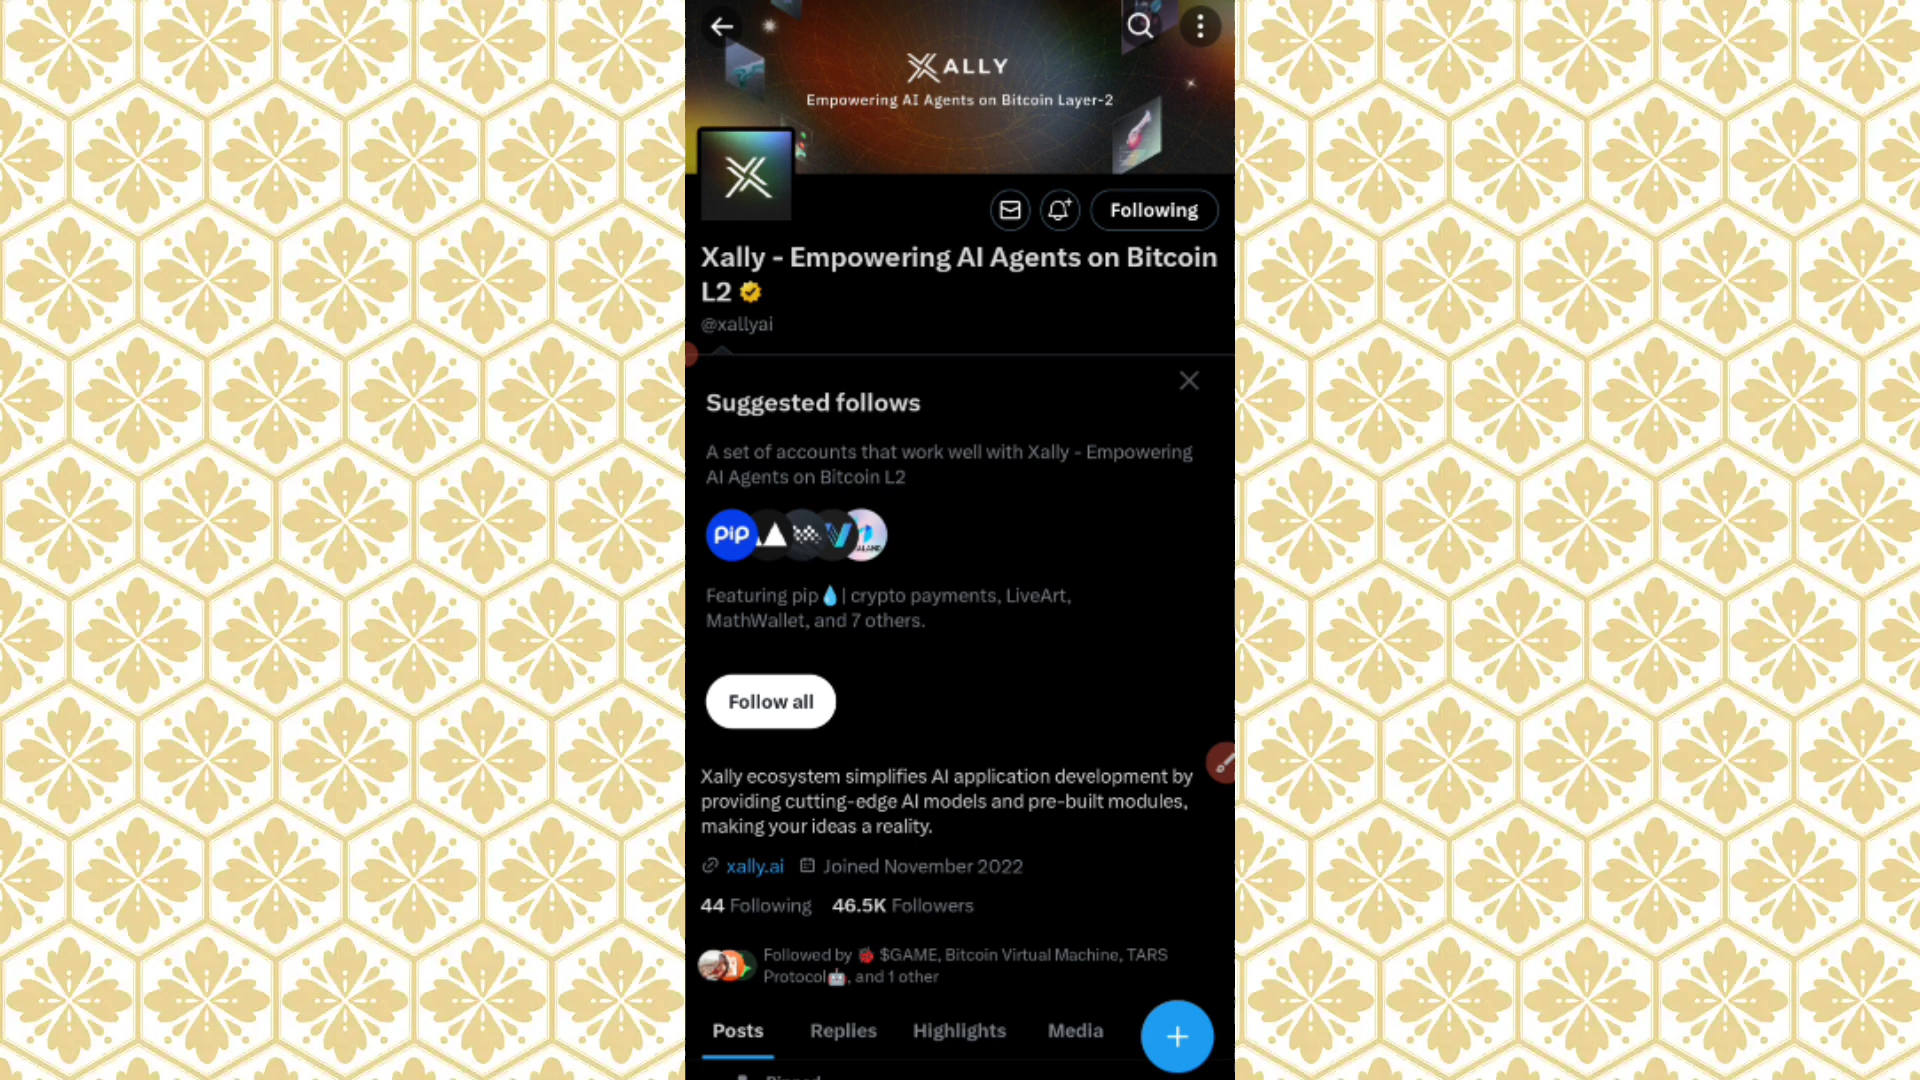 XALLY
Empowering AI Agents on Bitcoin Layer-2
Following
Xally - Empowering AI Agents on Bitcoin
L2
@xallyai
Suggested follows
A set of accounts that work well with Xally - Empowering
AI Agents on Bitcoin L2
pip
Featuring pip💧| crypto payments, LiveArt,
MathWallet, and 7 others.
Follow all
Xally ecosystem simplifies AI application development by
providing cutting-edge AI models and pre-built modules,
making your ideas a reality.
xally.ai Joined November 2022
44 Following 46.5K Followers
Followed by 🐞 $GAME, Bitcoin Virtual Machine, TARS
Protocol🤖, and 1 other
Posts Replies Highlights Media
Pinned